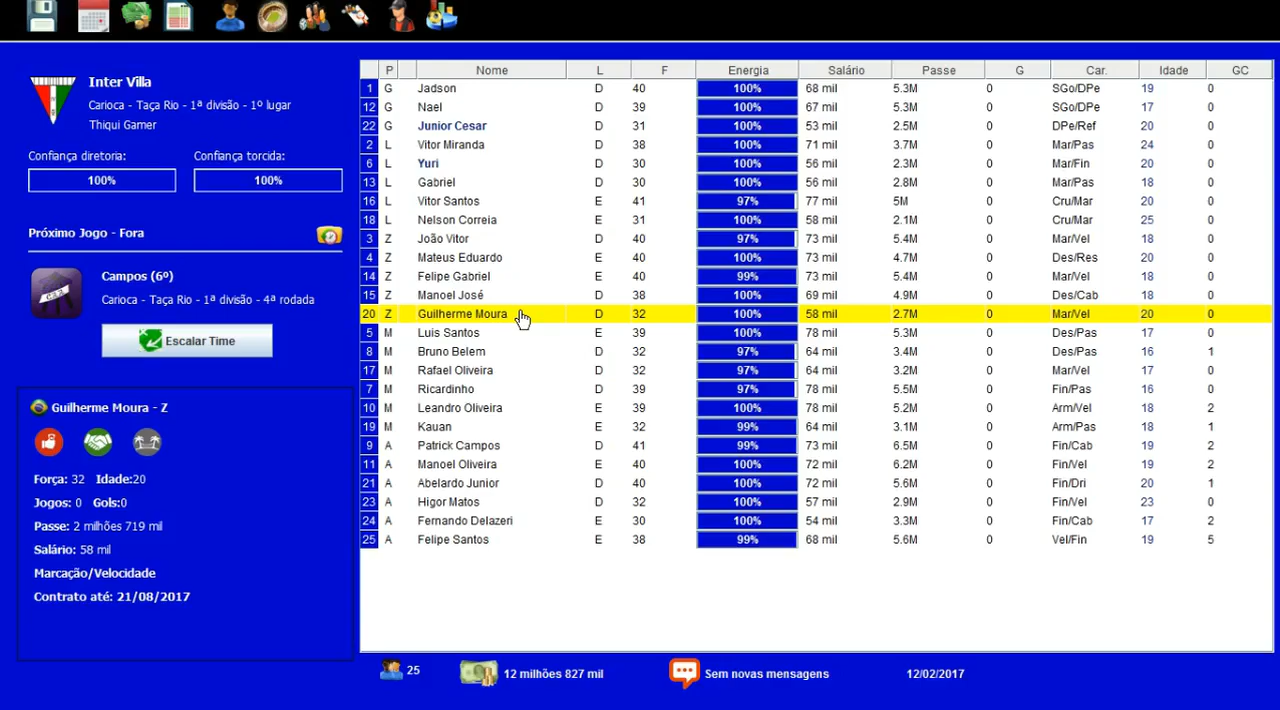 Inter Villa
Carioca - Taça Rio - 1ª divisão - 1º lugar
Thiqui Gamer
Confiança diretoria: Confiança torcida:
100% 100%
Próximo Jogo - Fora
Campos (6º)
Carioca - Taça Rio - 1ª divisão - 4ª rodada
Escalar Time
Guilherme Moura - Z
Força: 32 Idade:20
Jogos: 0 Gols:0
Passe: 2 milhões 719 mil
Salário: 58 mil
Marcação/Velocidade
Contrato até: 21/08/2017
P Nome L F Energia Salário Passe G Car. Idade GC
1 G Jadson D 40 100% 68 mil 5.3M 0 SGo/DPe 19 0
12 G Nael D 39 100% 67 mil 5.3M 0 SGo/DPe 17 0
22 G Junior Cesar D 31 100% 53 mil 2.5M 0 DPe/Ref 20 0
2 L Vitor Miranda D 38 100% 71 mil 3.7M 0 Mar/Pas 24 0
6 L Yuri D 30 100% 56 mil 2.3M 0 Mar/Fin 20 0
13 L Gabriel D 30 100% 56 mil 2.8M 0 Mar/Pas 18 0
16 L Vitor Santos E 41 97% 77 mil 5M 0 Cru/Mar 20 0
18 L Nelson Correia E 31 100% 58 mil 2.1M 0 Cru/Mar 25 0
3 Z João Vitor D 40 97% 73 mil 5.4M 0 Mar/Vel 18 0
4 Z Mateus Eduardo E 40 100% 73 mil 4.7M 0 Des/Res 20 0
14 Z Felipe Gabriel E 40 99% 73 mil 5.4M 0 Mar/Vel 18 0
15 Z Manoel José D 38 100% 69 mil 4.9M 0 Des/Cab 18 0
20 Z Guilherme Moura D 32 100% 58 mil 2.7M 0 Mar/Vel 20 0
5 M Luis Santos E 39 100% 78 mil 5.3M 0 Des/Pas 17 0
8 M Bruno Belem D 32 97% 64 mil 3.4M 0 Des/Pas 16 1
17 M Rafael Oliveira D 32 97% 64 mil 3.2M 0 Mar/Vel 17 0
7 M Ricardinho D 39 97% 78 mil 5.5M 0 Fin/Pas 16 0
10 M Leandro Oliveira E 39 100% 78 mil 5.2M 0 Arm/Vel 18 2
19 M Kauan E 32 99% 64 mil 3.1M 0 Arm/Pas 18 1
9 A Patrick Campos D 41 99% 73 mil 6.5M 0 Fin/Cab 19 2
11 A Manoel Oliveira E 40 100% 72 mil 6.2M 0 Fin/Vel 19 2
21 A Abelardo Junior D 40 100% 72 mil 5.6M 0 Fin/Dri 20 1
23 A Higor Matos D 32 100% 57 mil 2.9M 0 Fin/Vel 23 0
24 A Fernando Delazeri E 30 100% 54 mil 3.3M 0 Fin/Cab 17 2
25 A Felipe Santos E 38 99% 68 mil 5.6M 0 Vel/Fin 19 5
25 12 milhões 827 mil Sem novas mensagens 12/02/2017